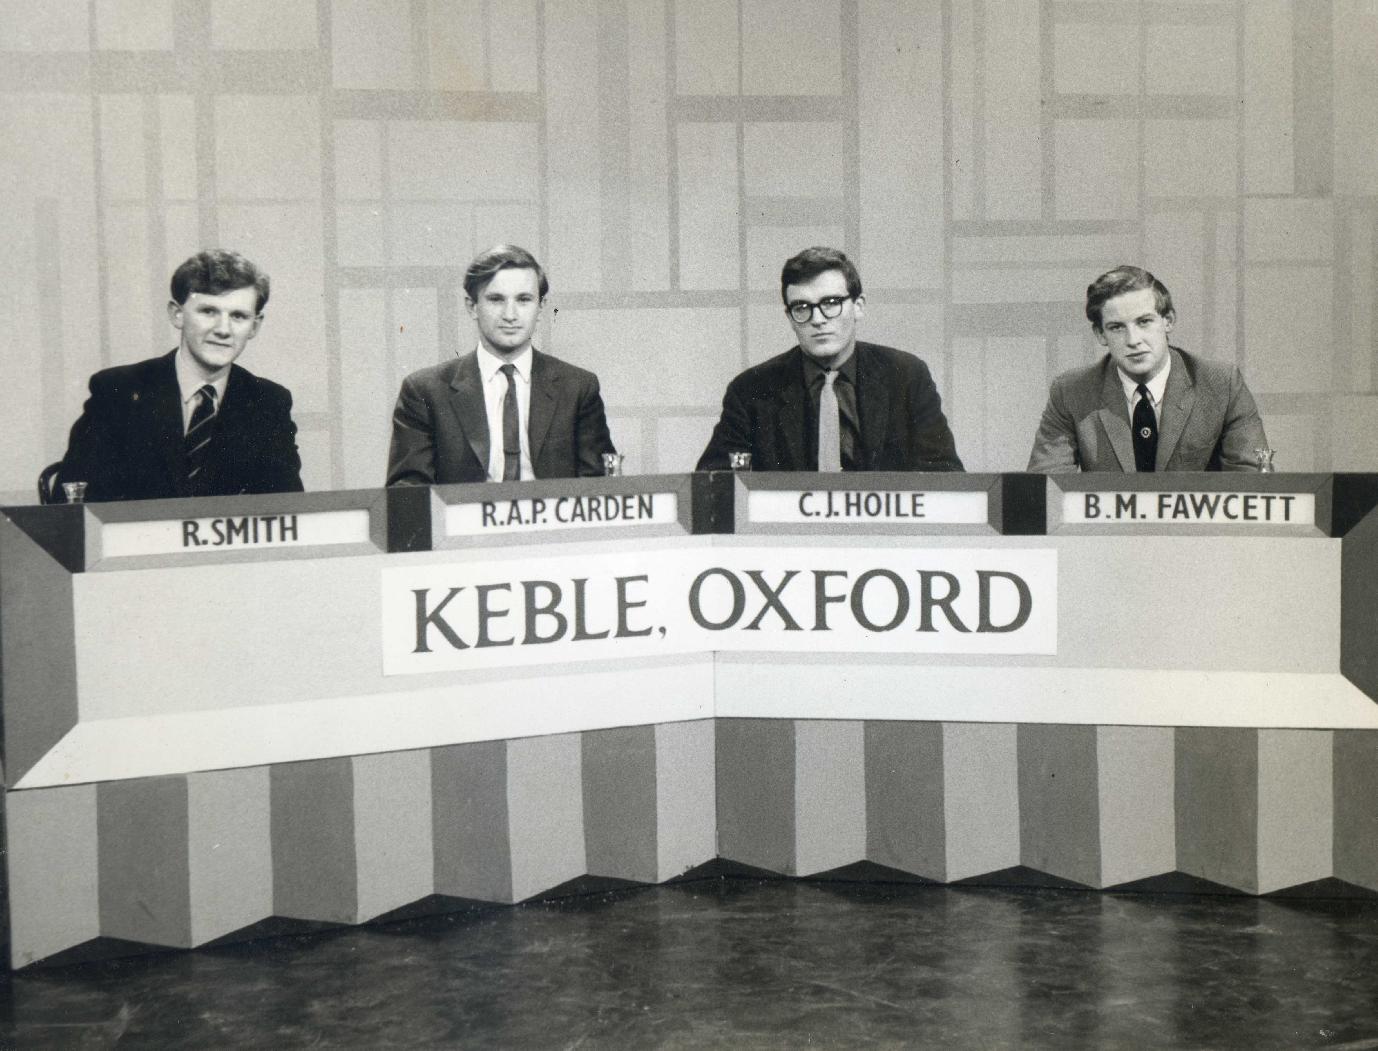 R. SMITH
R.A.P. CARDEN
C.J. HOILE
B.M. FAWCETT
KEBLE, OXFORD